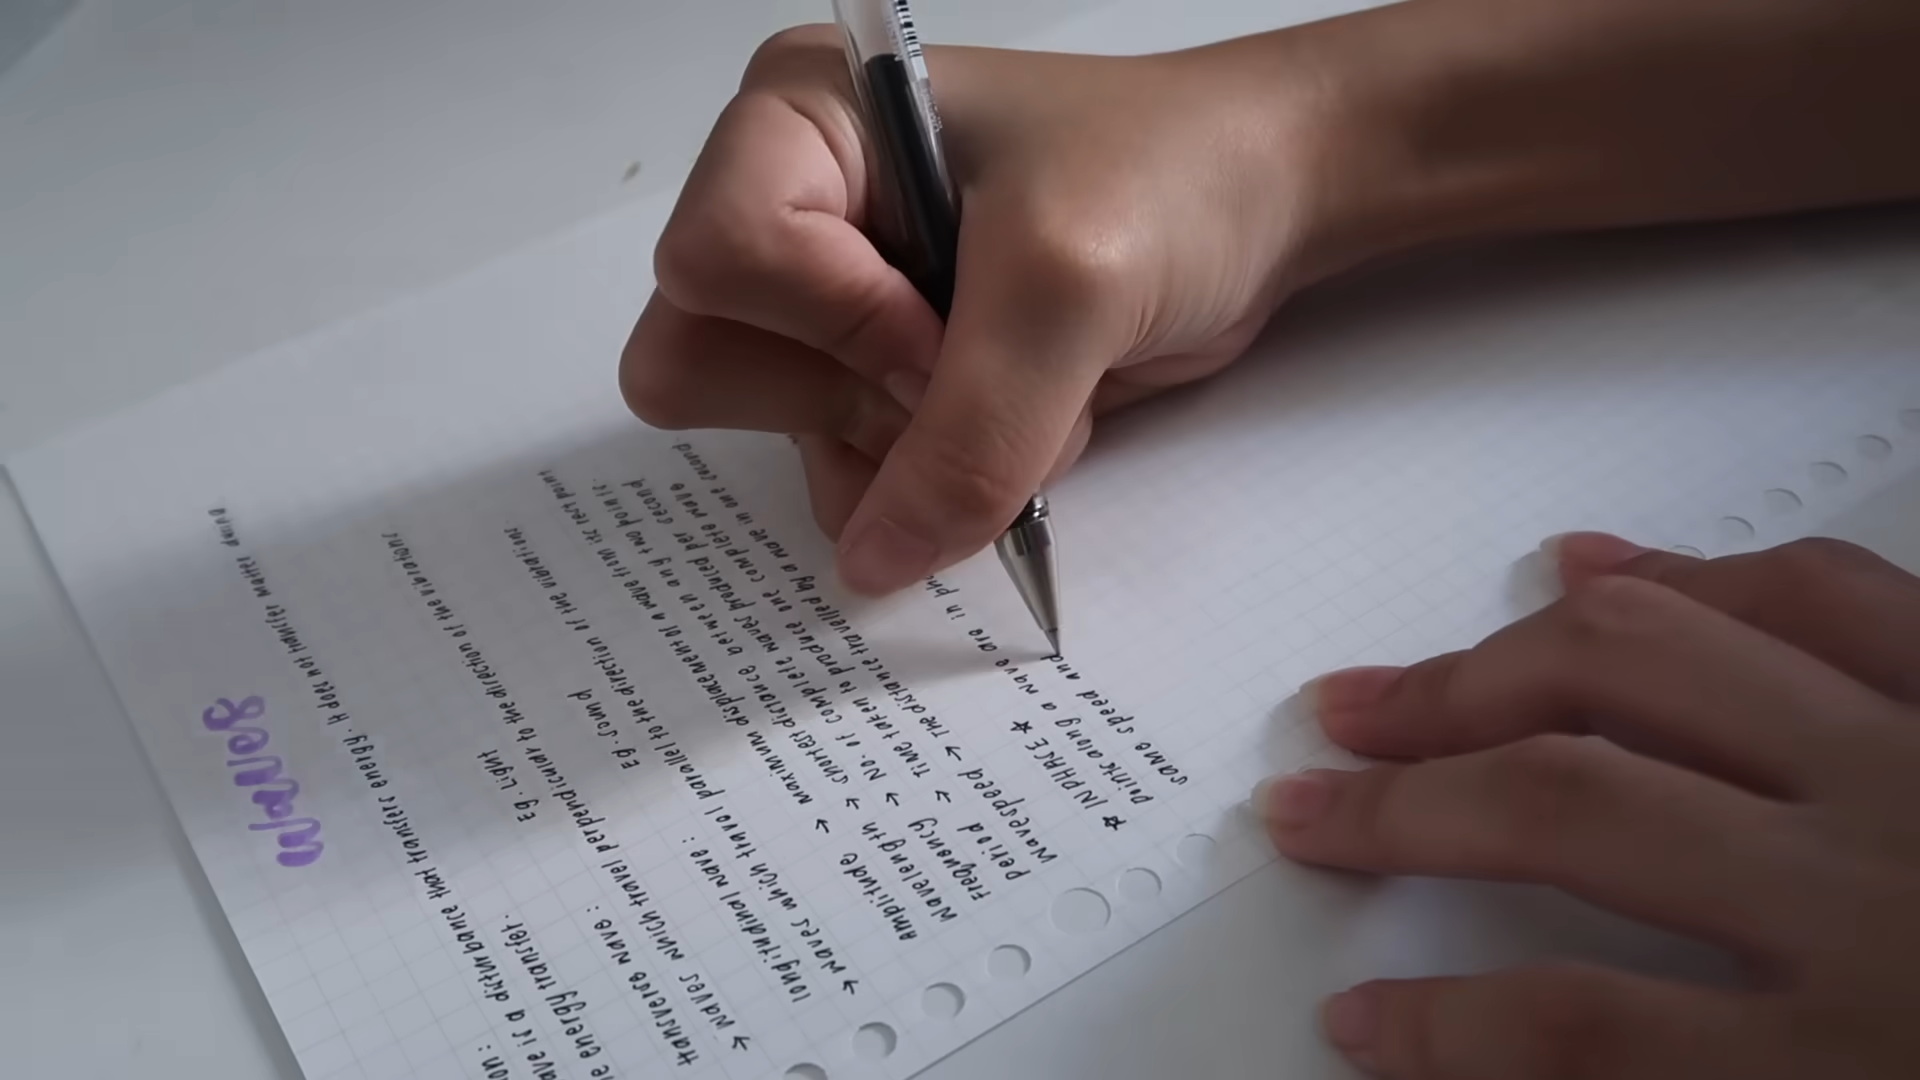 waves
ave is a disturbance that transfers energy. It does not transfer matter
energy transfer.
transverse wave :
→ waves which travel perpendicular to the direction of the vibrations
Eg. Light
longitudinal wave :
→ waves which travel parallel to the direction of the vibrations
Eg. sound
Amplitude → maximum displacement of a wave from its rest point
wavelength → shortest distance between any two points
frequency → No. of complete waves produced per second
period → Time taken to produce one complete wave
wavespeed → The distance travelled by a wave in one second.
☆ IN PHASE ☆
points along a wave are in
same speed and